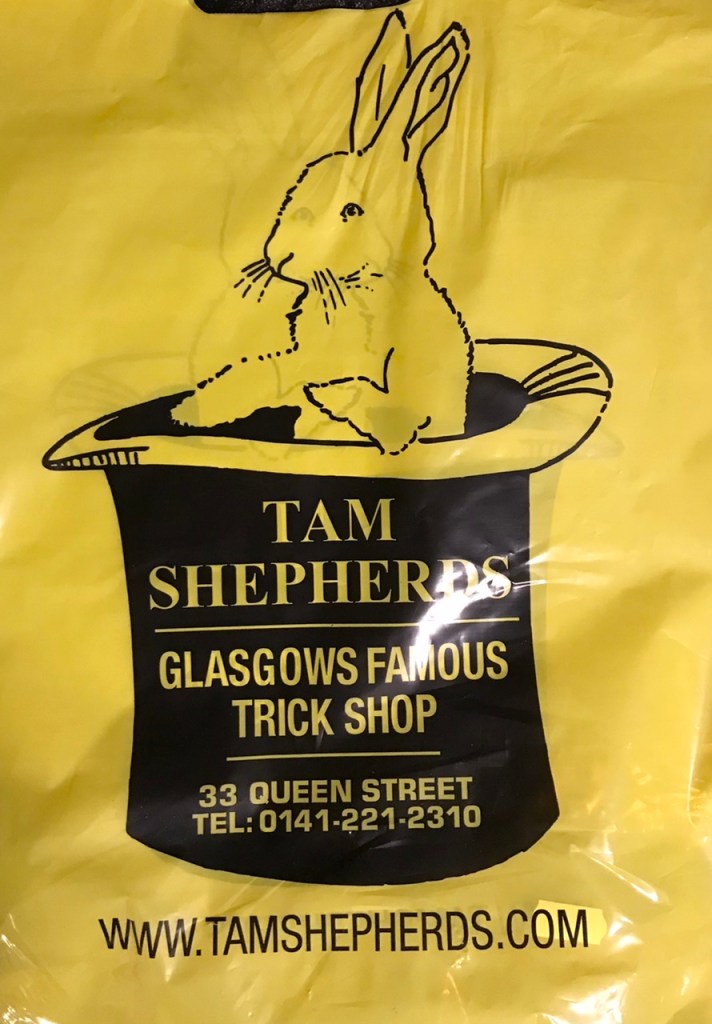 TAM
SHEPHERDS
GLASGOWS FAMOUS
TRICK SHOP
33 QUEEN STREET
TEL: 0141-221-2310
WWW.TAMSHEPHERDS.COM